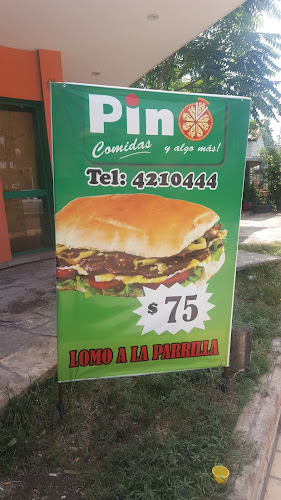 Pino
Comidas y algo más!
Tel: 4210444
$ 75
LOMO A LA PARRILLA